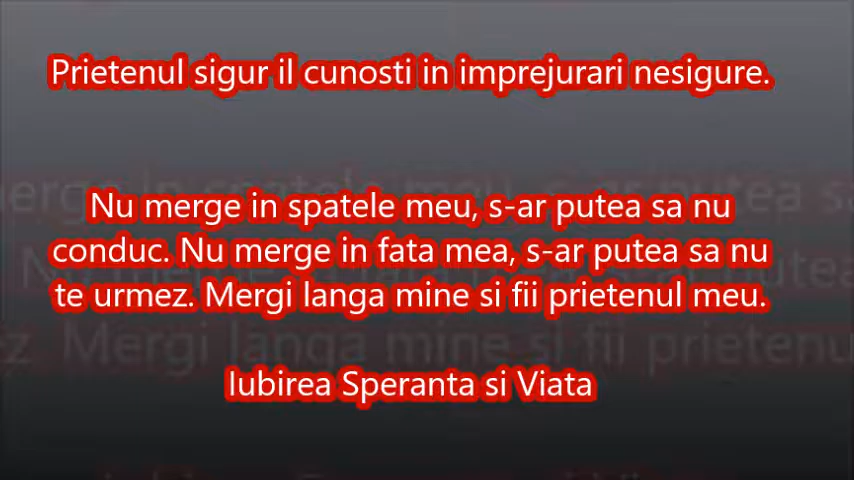 Prietenul sigur il cunosti in imprejurari nesigure.
Nu merge in spatele meu, s-ar putea sa nu
conduc. Nu merge in fata mea, s-ar putea sa nu
te urmez. Mergi langa mine si fii prietenul meu.
Iubirea Speranta si Viata